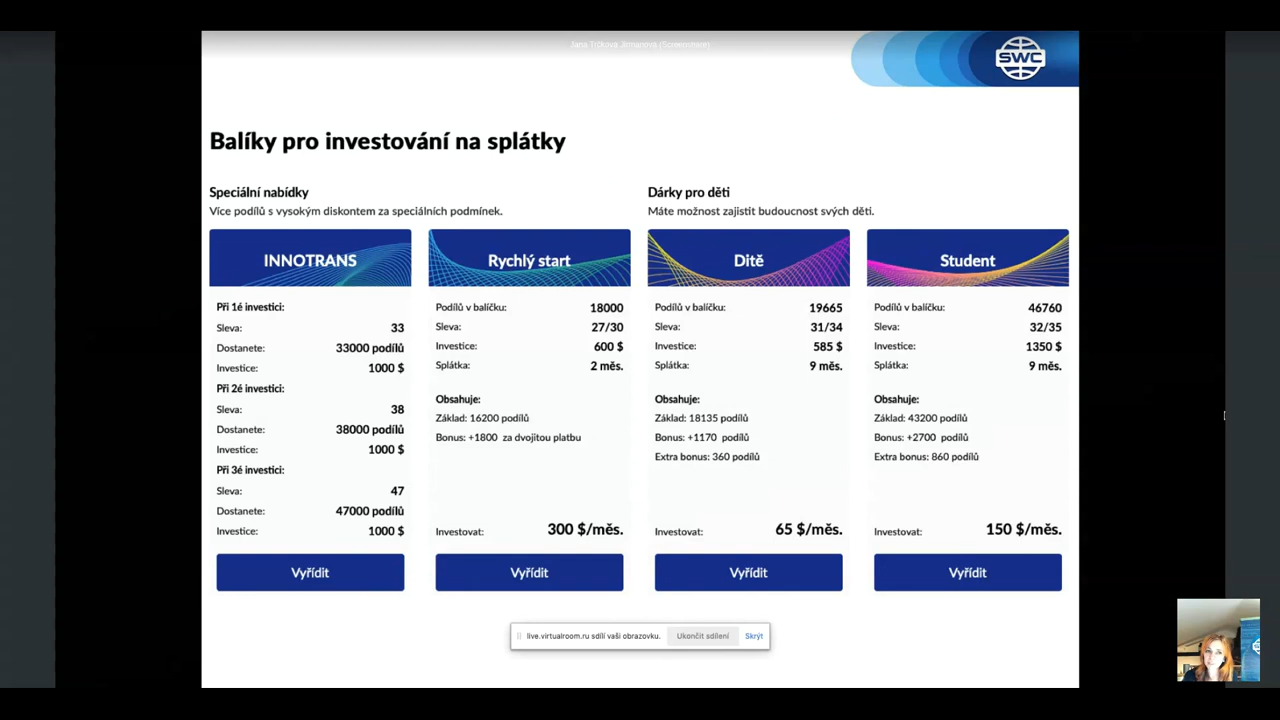 Jana Tičková Jirmanová (Screenshare)
SWC
Balíky pro investování na splátky
Speciální nabídky
Více podílů s vysokým diskontem za speciálních podmínek.
Dárky pro děti
Máte možnost zajistit budoucnost svých dětí.
INNOTRANS
Při 1é investici:
Sleva: 33
Dostanete: 33000 podílů
Investice: 1000 $
Při 2é investici:
Sleva: 38
Dostanete: 38000 podílů
Investice: 1000 $
Při 3é investici:
Sleva: 47
Dostanete: 47000 podílů
Investice: 1000 $
Vyřídit
Rychlý start
Podílů v balíčku: 18000
Sleva: 27/30
Investice: 600 $
Splátka: 2 měs.
Obsahuje:
Základ: 16200 podílů
Bonus: +1800 za dvojitou platbu
Investovat: 300 $/měs.
Vyřídit
Dítě
Podílů v balíčku: 19665
Sleva: 31/34
Investice: 585 $
Splátka: 9 měs.
Obsahuje:
Základ: 18135 podílů
Bonus: +1170 podílů
Extra bonus: 360 podílů
Investovat: 65 $/měs.
Vyřídit
Student
Podílů v balíčku: 46760
Sleva: 32/35
Investice: 1350 $
Splátka: 9 měs.
Obsahuje:
Základ: 43200 podílů
Bonus: +2700 podílů
Extra bonus: 860 podílů
Investovat: 150 $/měs.
Vyřídit
live.virtualroom.ru sdílí vaši obrazovku. Ukončit sdílení Skrýt